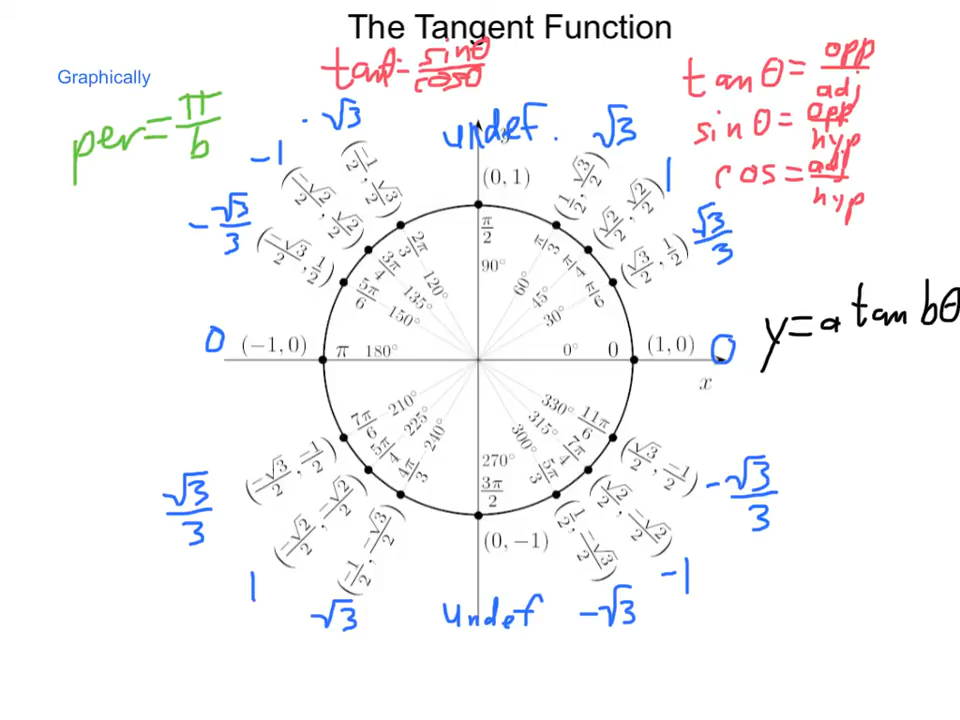 The Tangent Function
Graphically
tanθ = sinθ/cosθ
tan θ = opp/adj
sin θ = opp/hyp
cos = adj/hyp
per = π/b
y = a tan bθ
· √3
undef.
√3
-1
1
-√3/3
√3/3
(-1/2, √3/2)
(0, 1)
(1/2, √3/2)
(-√2/2, √2/2)
(√2/2, √2/2)
(-√3/2, 1/2)
(√3/2, 1/2)
2π/3
π/2
π/3
3π/4
π/4
5π/6
π/6
120°
90°
60°
135°
45°
150°
30°
0
(-1, 0)
π
180°
0°
0
(1, 0)
0
x
7π/6
210°
330°
11π/6
5π/4
225°
315°
7π/4
4π/3
240°
300°
5π/3
270°
3π/2
(-√3/2, -1/2)
(√3/2, -1/2)
(-√2/2, -√2/2)
(√2/2, -√2/2)
(-1/2, -√3/2)
(0, -1)
(1/2, -√3/2)
√3/3
-√3/3
1
-1
√3
undef
-√3